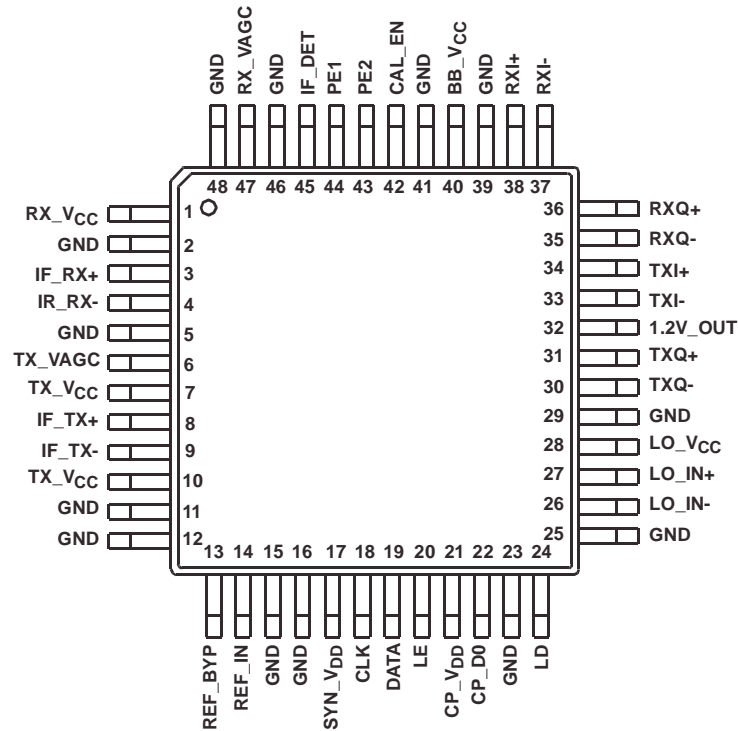 GND RX_VAGC GND IF_DET PE1 PE2 CAL_EN GND BB_VCC GND RXI+ RXI-
48 47 46 45 44 43 42 41 40 39 38 37
RX_VCC 1 36 RXQ+
GND 2 35 RXQ-
IF_RX+ 3 34 TXI+
IR_RX- 4 33 TXI-
GND 5 32 1.2V_OUT
TX_VAGC 6 31 TXQ+
TX_VCC 7 30 TXQ-
IF_TX+ 8 29 GND
IF_TX- 9 28 LO_VCC
TX_VCC 10 27 LO_IN+
GND 11 26 LO_IN-
GND 12 25 GND
13 14 15 16 17 18 19 20 21 22 23 24
REF_BYP REF_IN GND GND SYN_VDD CLK DATA LE CP_VDD CP_D0 GND LD